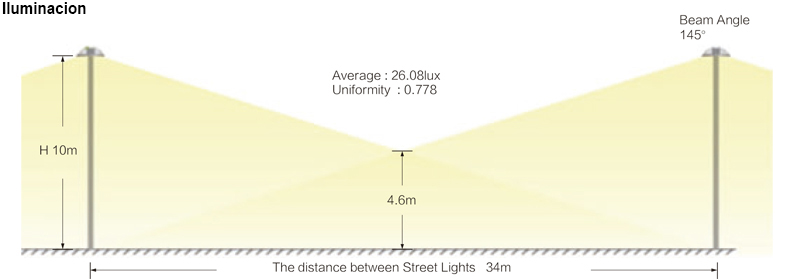 Iluminacion
Beam Angle
145°
Average : 26.08lux
Uniformity : 0.778
H 10m
4.6m
The distance between Street Lights 34m